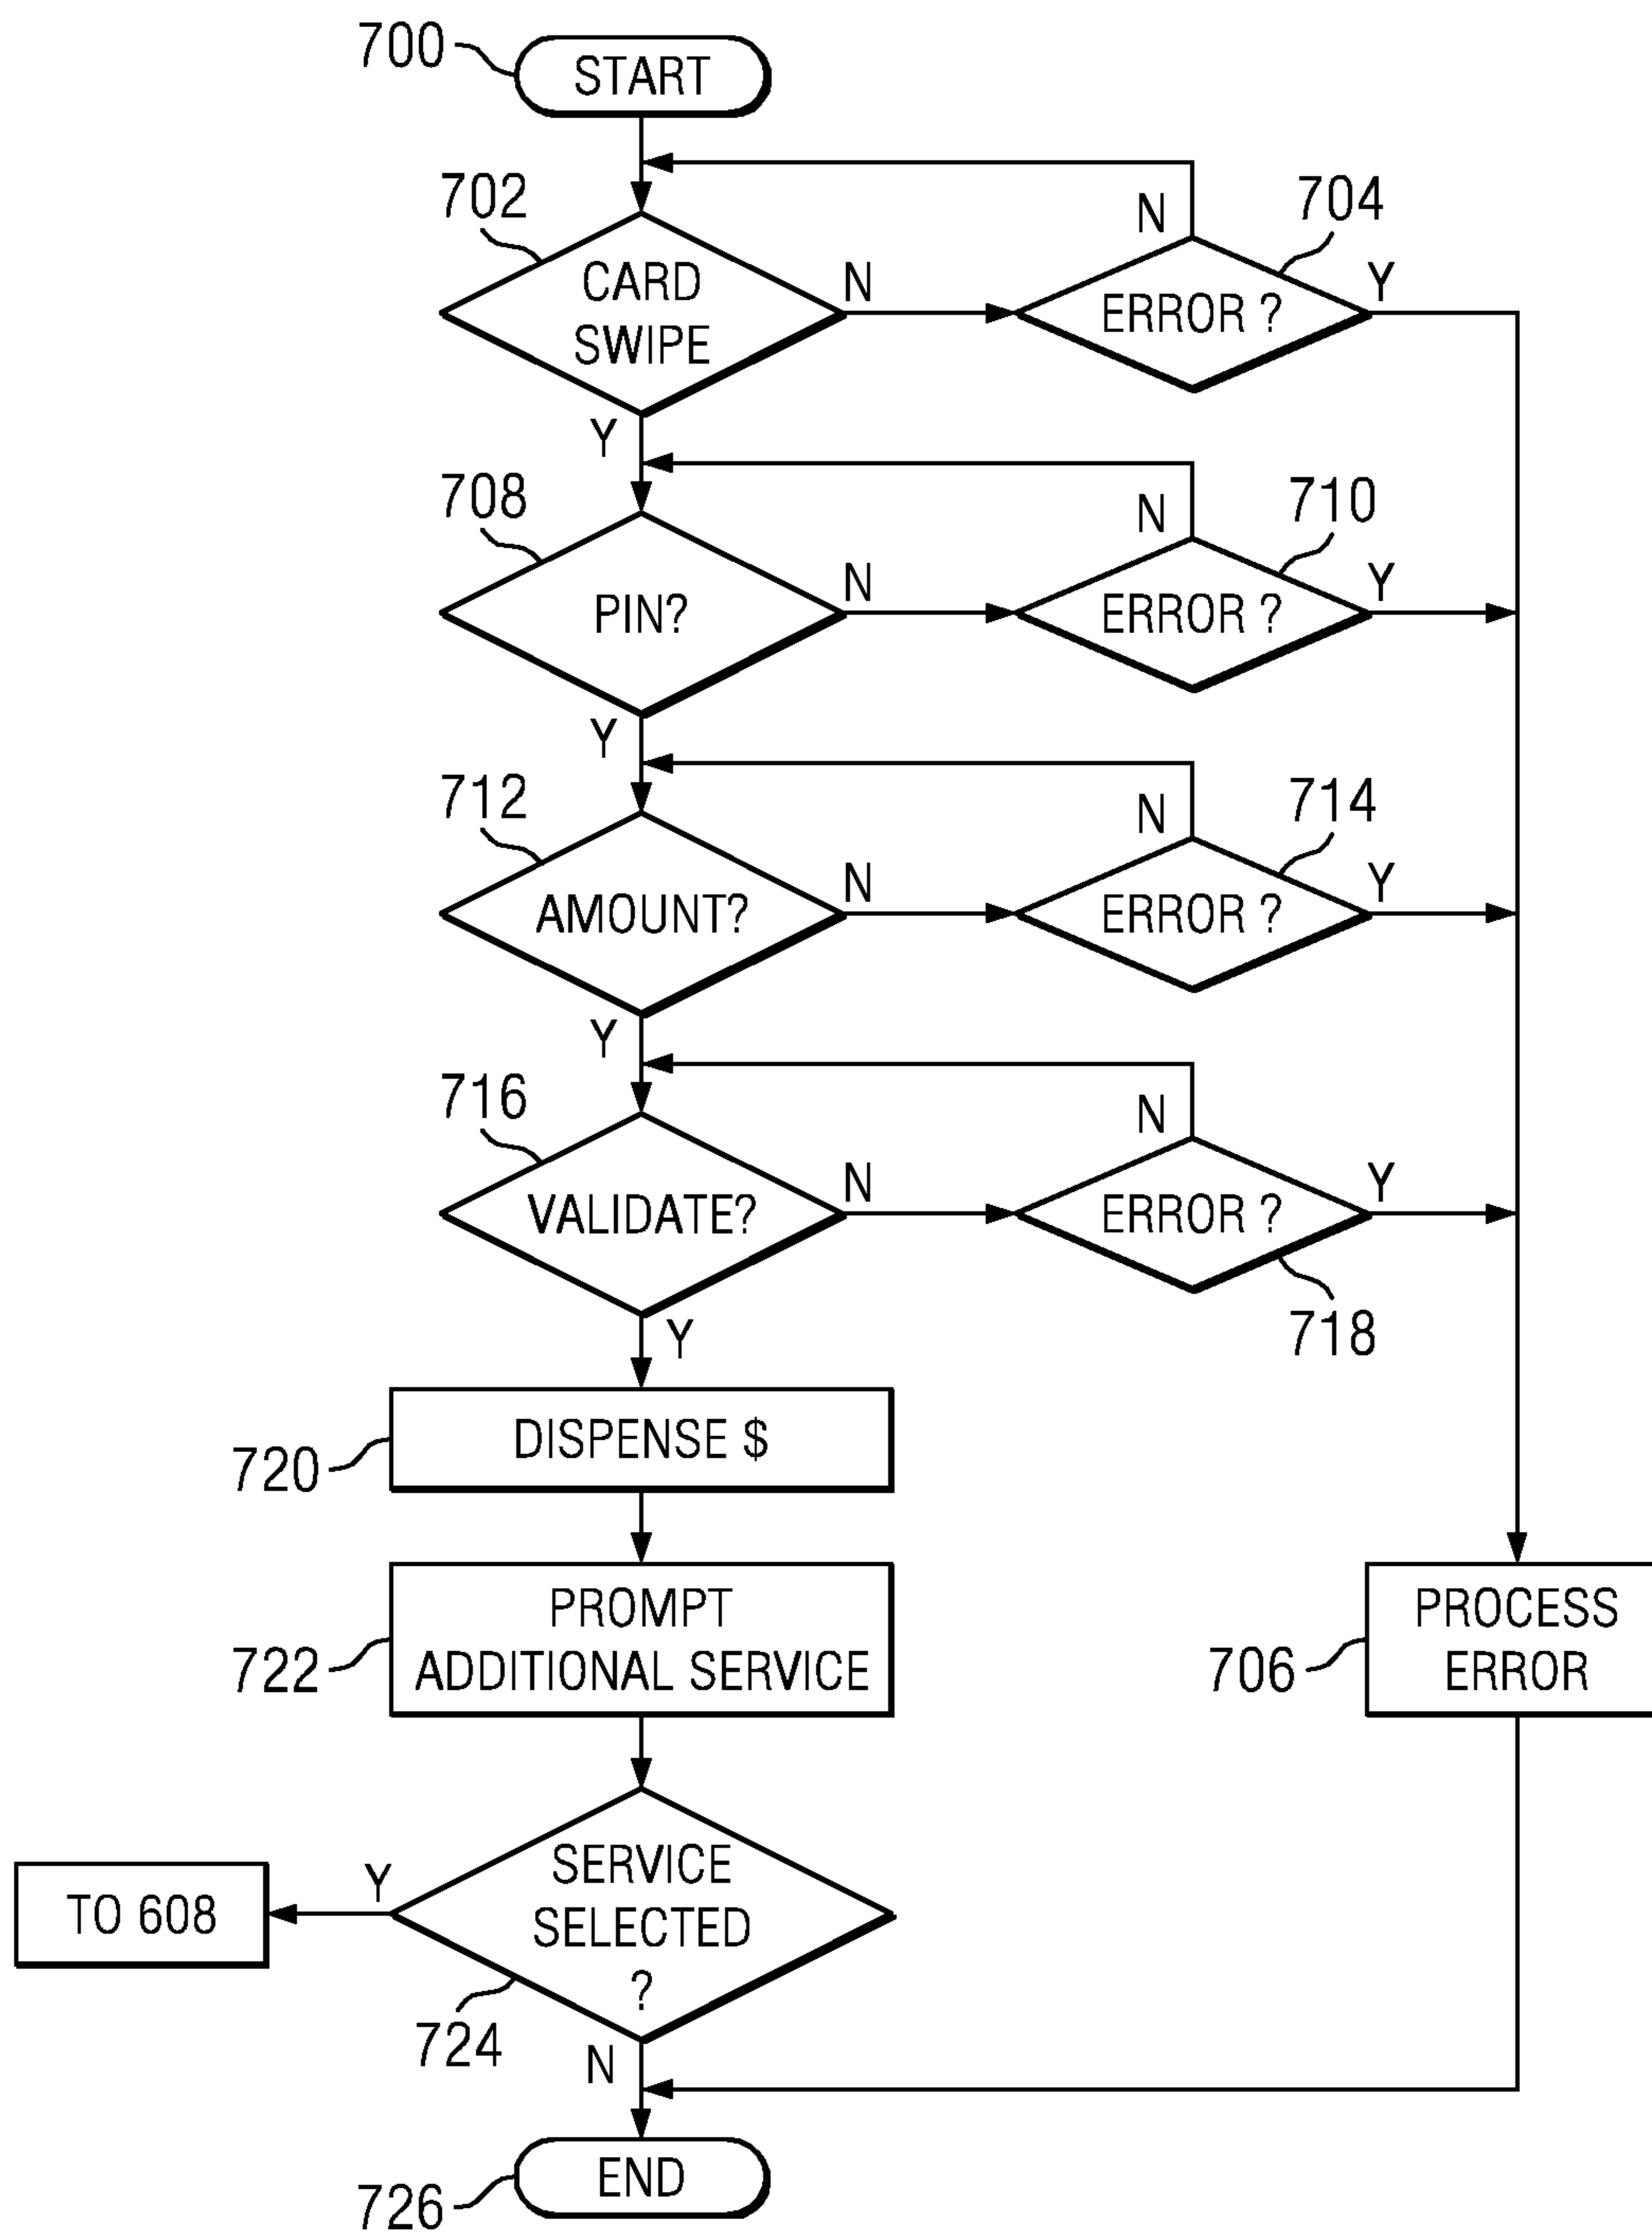 700
START
702
CARD
SWIPE
N
N
704
ERROR ?
Y
Y
708
PIN?
N
N
710
ERROR ?
Y
Y
712
AMOUNT?
N
N
714
ERROR ?
Y
Y
716
VALIDATE?
N
N
ERROR ?
718
Y
Y
720
DISPENSE $
722
PROMPT
ADDITIONAL SERVICE
706
PROCESS
ERROR
TO 608
Y
SERVICE
SELECTED
?
724
N
726
END